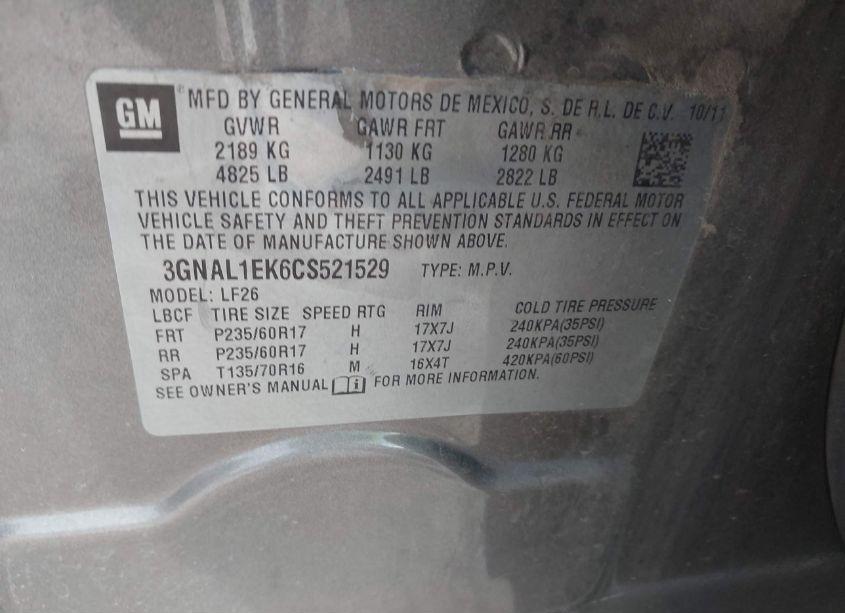 GM
® MFD BY GENERAL MOTORS DE MEXICO, S. DE R.L. DE C.V. 10/11
GVWR GAWR FRT GAWR RR
2189 KG 1130 KG 1280 KG
4825 LB 2491 LB 2822 LB
THIS VEHICLE CONFORMS TO ALL APPLICABLE U.S. FEDERAL MOTOR
VEHICLE SAFETY AND THEFT PREVENTION STANDARDS IN EFFECT ON
THE DATE OF MANUFACTURE SHOWN ABOVE.
3GNAL1EK6CS521529 TYPE: M.P.V.
MODEL: LF26
LBCF TIRE SIZE SPEED RTG RIM COLD TIRE PRESSURE
FRT P235/60R17 H 17X7J 240KPA(35PSI)
RR P235/60R17 H 17X7J 240KPA(35PSI)
SPA T135/70R16 M 16X4T 420KPA(60PSI)
SEE OWNER'S MANUAL i FOR MORE INFORMATION.